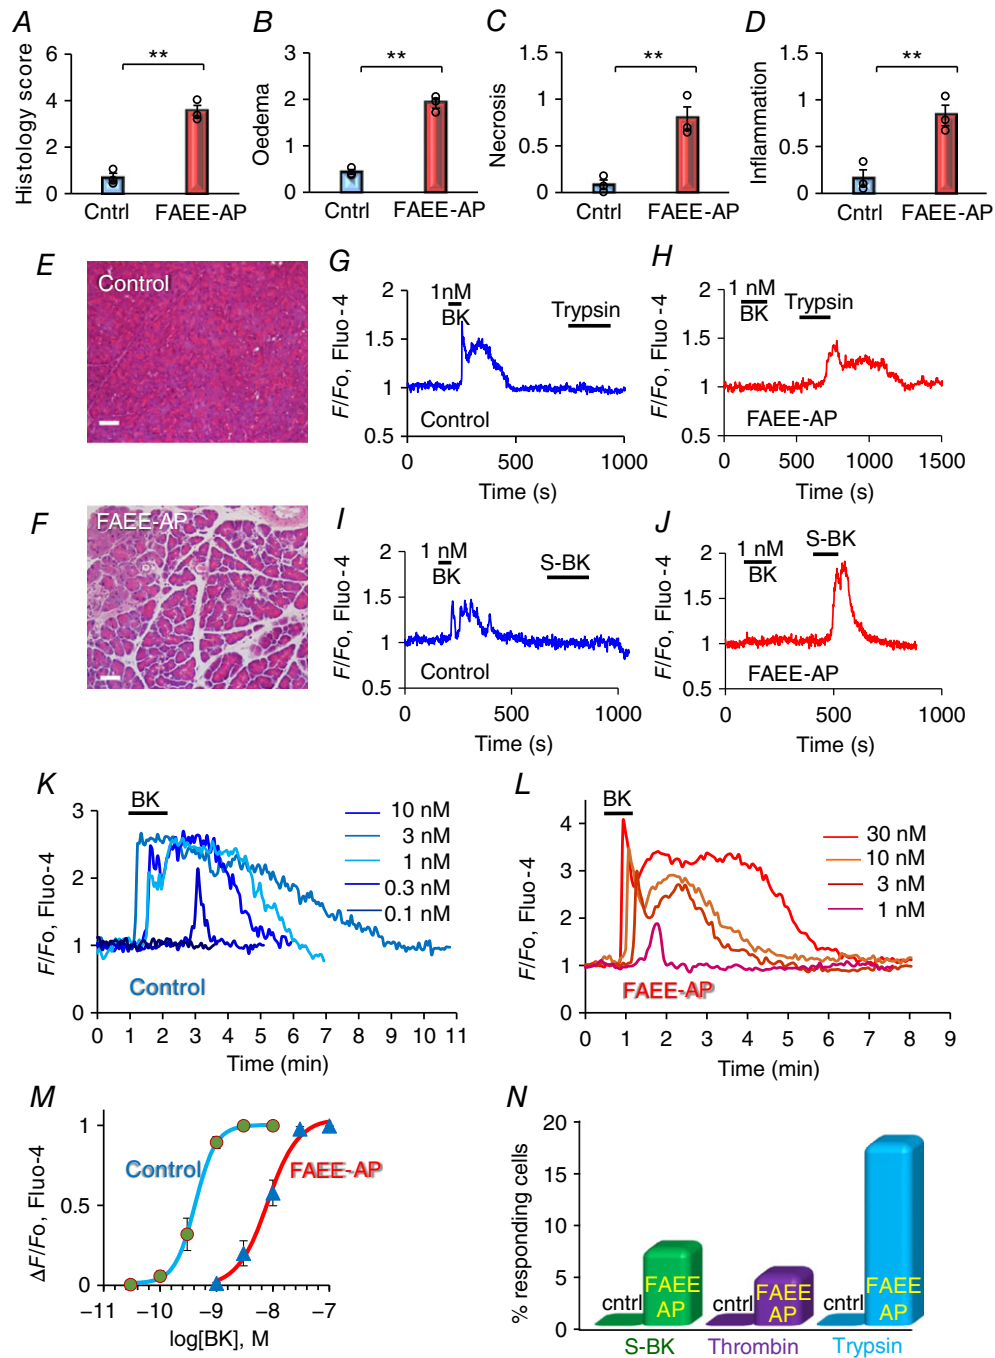 A
Histology score
6
4
2
0
**
Cntrl
FAEE-AP
B
Oedema
3
2
1
0
**
Cntrl
FAEE-AP
C
Necrosis
1
0.5
0
**
Cntrl
FAEE-AP
D
Inflammation
1
0.5
0
**
Cntrl
FAEE-AP
E
Control
G
F/Fo, Fluo-4
2
1.5
1
0.5
1nM
BK
Trypsin
Control
0
500
1000
Time (s)
H
F/Fo, Fluo-4
2
1.5
1
0.5
1 nM
BK
Trypsin
FAEE-AP
0
500
1000
1500
Time (s)
F
FAEE-AP
I
F/Fo, Fluo-4
2
1.5
1
0.5
1 nM
BK
S-BK
Control
0
500
1000
Time (s)
J
F/Fo, Fluo-4
2
1.5
1
0.5
1 nM
BK
S-BK
FAEE-AP
0
500
1000
Time (s)
K
F/Fo, Fluo-4
3
2
1
0
BK
10 nM
3 nM
1 nM
0.3 nM
0.1 nM
Control
0 1 2 3 4 5 6 7 8 9 10 11
Time (min)
L
F/Fo, Fluo-4
4
3
2
1
0
BK
30 nM
10 nM
3 nM
1 nM
FAEE-AP
0 1 2 3 4 5 6 7 8 9
Time (min)
M
ΔF/Fo, Fluo-4
1
0.5
0
Control
FAEE-AP
−11 −10 −9 −8 −7
log[BK], M
N
% responding cells
20
15
10
5
0
cntrl
FAEE
AP
cntrl
FAEE
AP
cntrl
FAEE
AP
S-BK
Thrombin
Trypsin